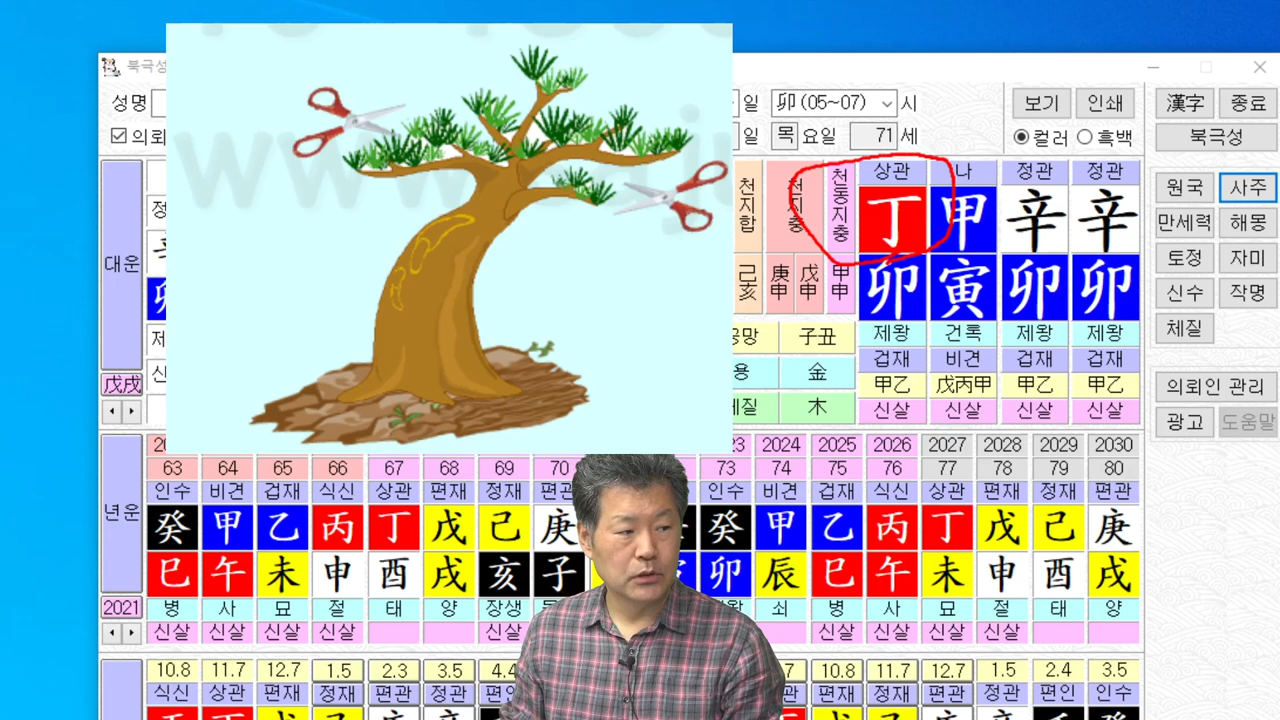 북극성
성명
일 卯 (05~07) 시
보기 인쇄 漢字 종료
의뢰
일 목 요일 71 세
컬러 흑백
북극성
원국 사주
만세력 해몽
토정 자미
신수 작명
체질
의뢰인 관리
광고 도움말
천지합 천지충 천동지충
상관 나 정관 정관
丁 甲 辛 辛
己亥 庚申 戊申 甲申
卯 寅 卯 卯
대운
戊戌
공망 子丑
제왕 건록 제왕 제왕
겁재 비견 겁재 겁재
용 金
甲乙 戊丙甲 甲乙 甲乙
체질 木
신살 신살 신살 신살
2024 2025 2026 2027 2028 2029 2030
63 64 65 66 67 68 69 70 73 74 75 76 77 78 79 80
년운
인수 비견 겁재 식신 상관 편재 정재 편관 인수 비견 겁재 식신 상관 편재 정재 편관
癸 甲 乙 丙 丁 戊 己 庚 癸 甲 乙 丙 丁 戊 己 庚
巳 午 未 申 酉 戌 亥 子 卯 辰 巳 午 未 申 酉 戌
2021
병 사 묘 절 태 양 장생 쇠 병 사 묘 절 태 양
신살 신살 신살 신살 신살 신살 신살 신살 신살
10.8 11.7 12.7 1.5 2.3 3.5 10.8 11.7 12.7 1.5 2.4 3.5
식신 상관 편재 정재 편관 정관 편재 정재 편관 정관 편인 인수